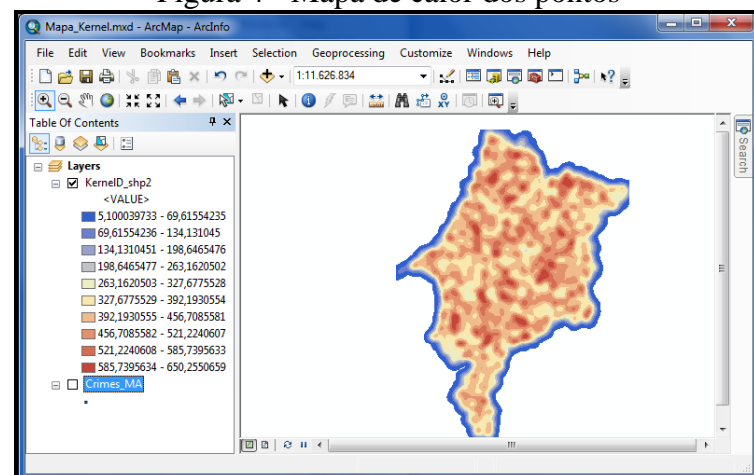 Figura 4 - Mapa de calor dos pontos
Mapa_Kernel.mxd - ArcMap - ArcInfo
File Edit View Bookmarks Insert Selection Geoprocessing Customize Windows Help
1:11.626.834
Table Of Contents
Layers
KernelD_shp2
<VALUE>
5,100039733 - 69,61554235
69,61554236 - 134,131045
134,1310451 - 198,6465476
198,6465477 - 263,1620502
263,1620503 - 327,6775528
327,6775529 - 392,1930554
392,1930555 - 456,7085581
456,7085582 - 521,2240607
521,2240608 - 585,7395633
585,7395634 - 650,2550659
Crimes_MA
Search